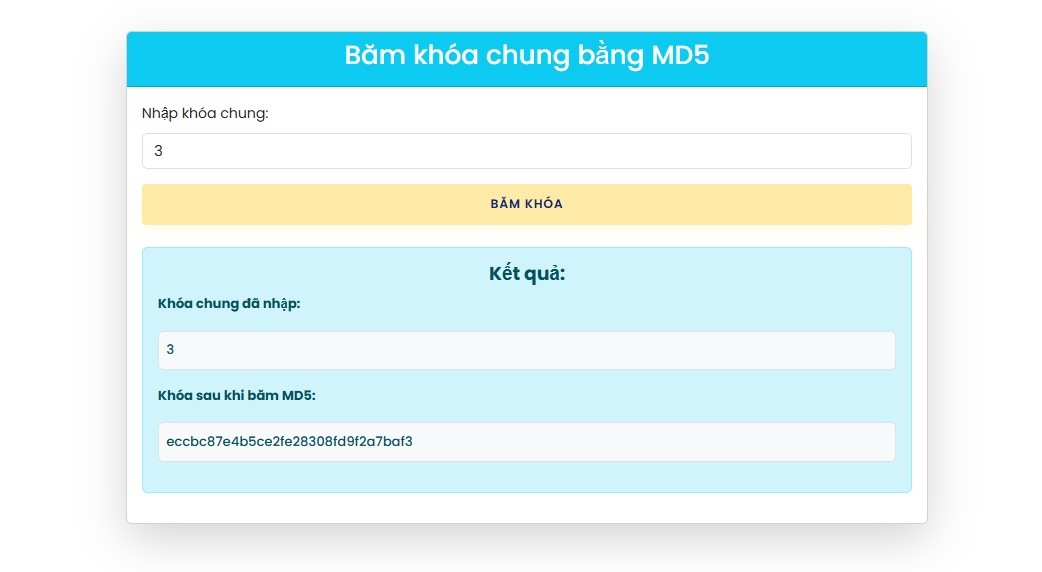 Băm khóa chung bằng MD5
Nhập khóa chung:
3
BĂM KHÓA
Kết quả:
Khóa chung đã nhập:
3
Khóa sau khi băm MD5:
eccbc87e4b5ce2fe28308fd9f2a7baf3